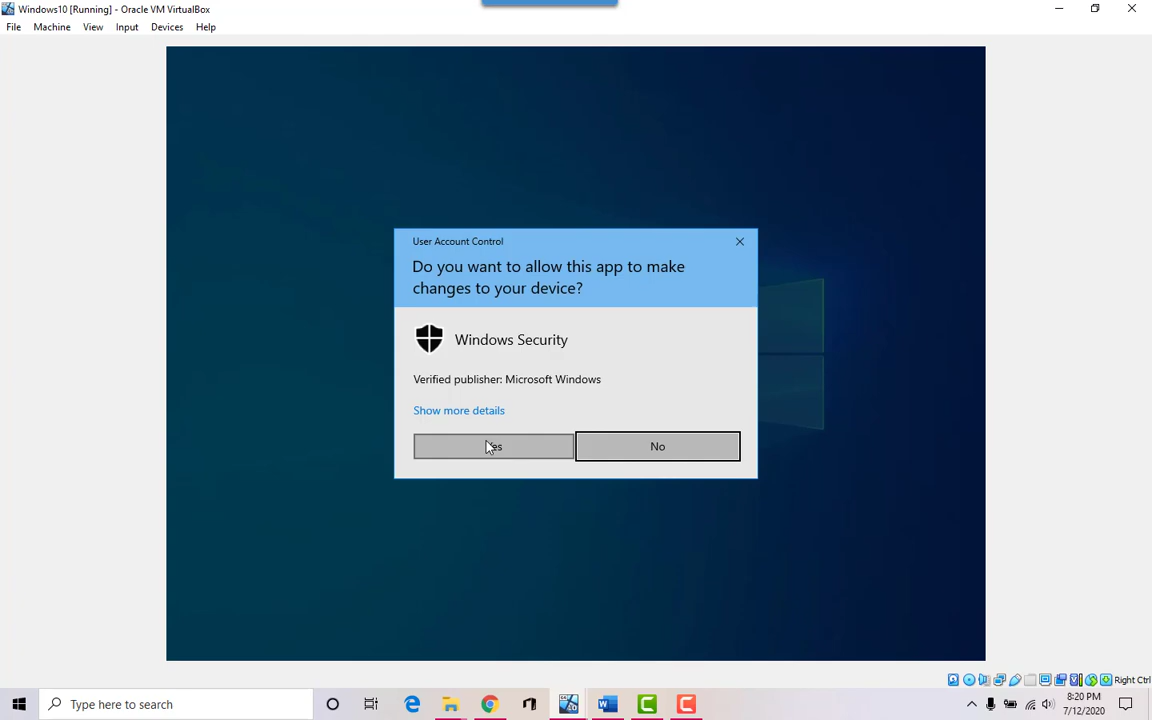 Windows10 [Running] - Oracle VM VirtualBox
File Machine View Input Devices Help
User Account Control
Do you want to allow this app to make
changes to your device?
Windows Security
Verified publisher: Microsoft Windows
Show more details
Yes No
Right Ctrl
Type here to search
8:20 PM
7/12/2020